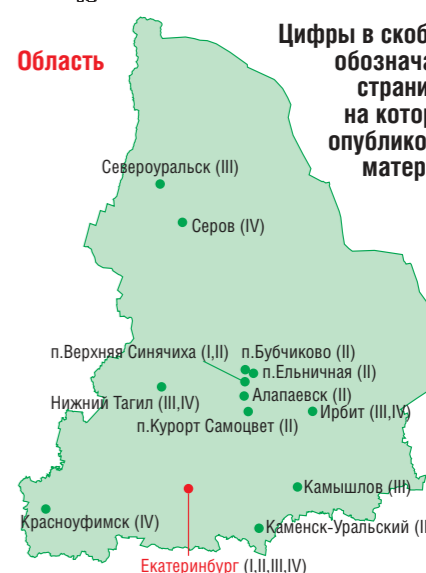 Область
Цифры в скоб
обознача
страни
на котор
опублико
матер
Североуральск (III)
Серов (IV)
п.Верхняя Синячиха (I,II)
п.Бубчиково (II)
п.Ельничная (II)
Нижний Тагил (III,IV)
Алапаевск (II)
Ирбит (III,IV)
п.Курорт Самоцвет (II)
Камышлов (III)
Красноуфимск (IV)
Каменск-Уральский (II
Екатеринбург (I,II,III,IV)